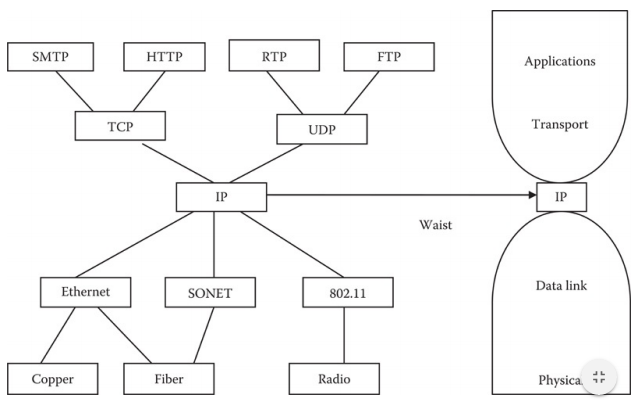 SMTP
HTTP
RTP
FTP
Applications
TCP
UDP
Transport
IP
IP
Waist
Ethernet
SONET
802.11
Data link
Copper
Fiber
Radio